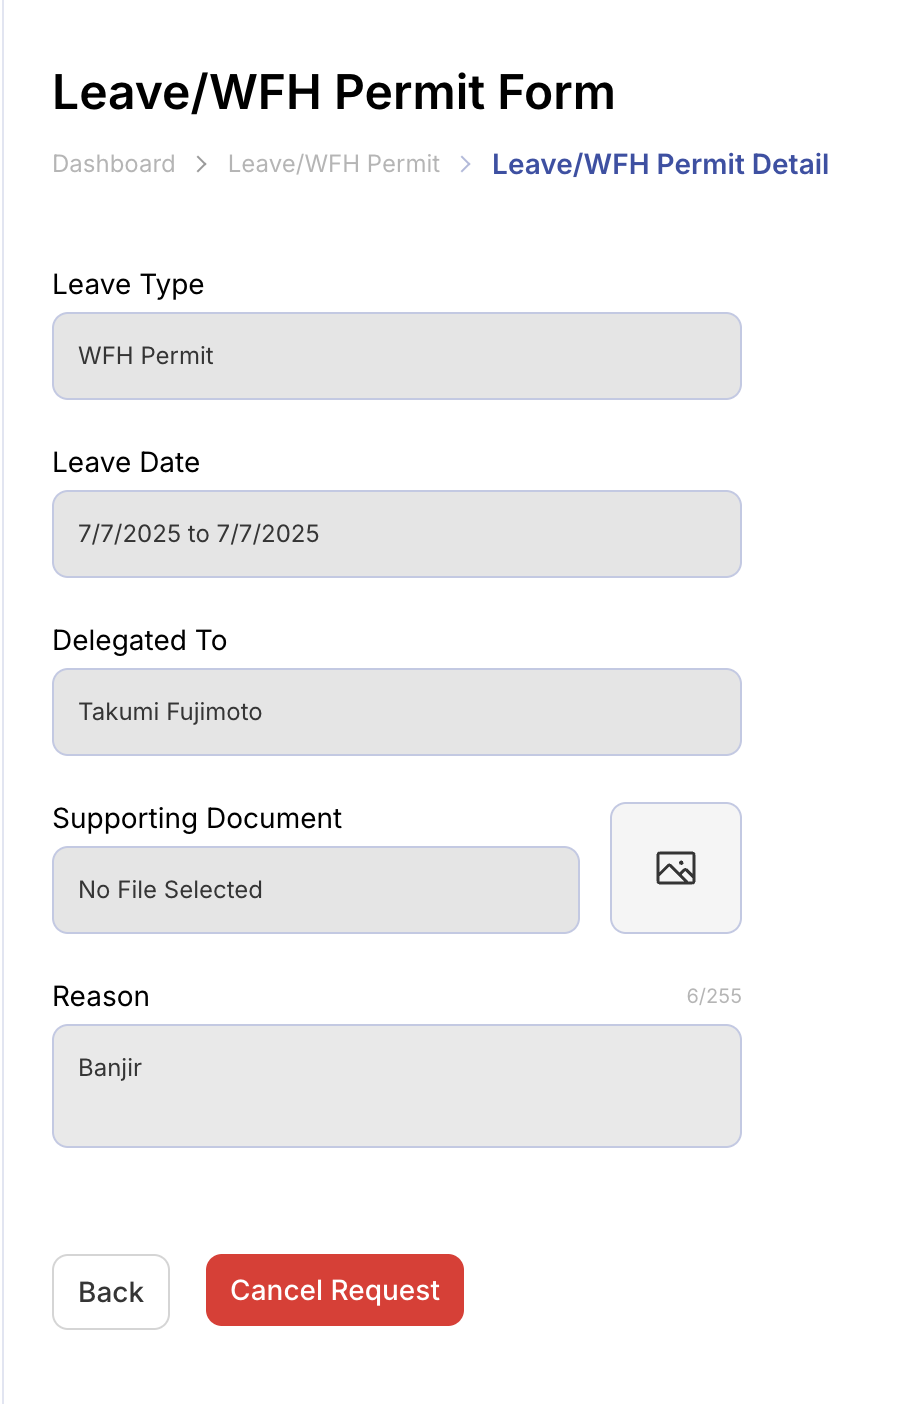 Leave/WFH Permit Form
Dashboard > Leave/WFH Permit > Leave/WFH Permit Detail
Leave Type
WFH Permit
Leave Date
7/7/2025 to 7/7/2025
Delegated To
Takumi Fujimoto
Supporting Document
No File Selected
Reason 6/255
Banjir
Back Cancel Request